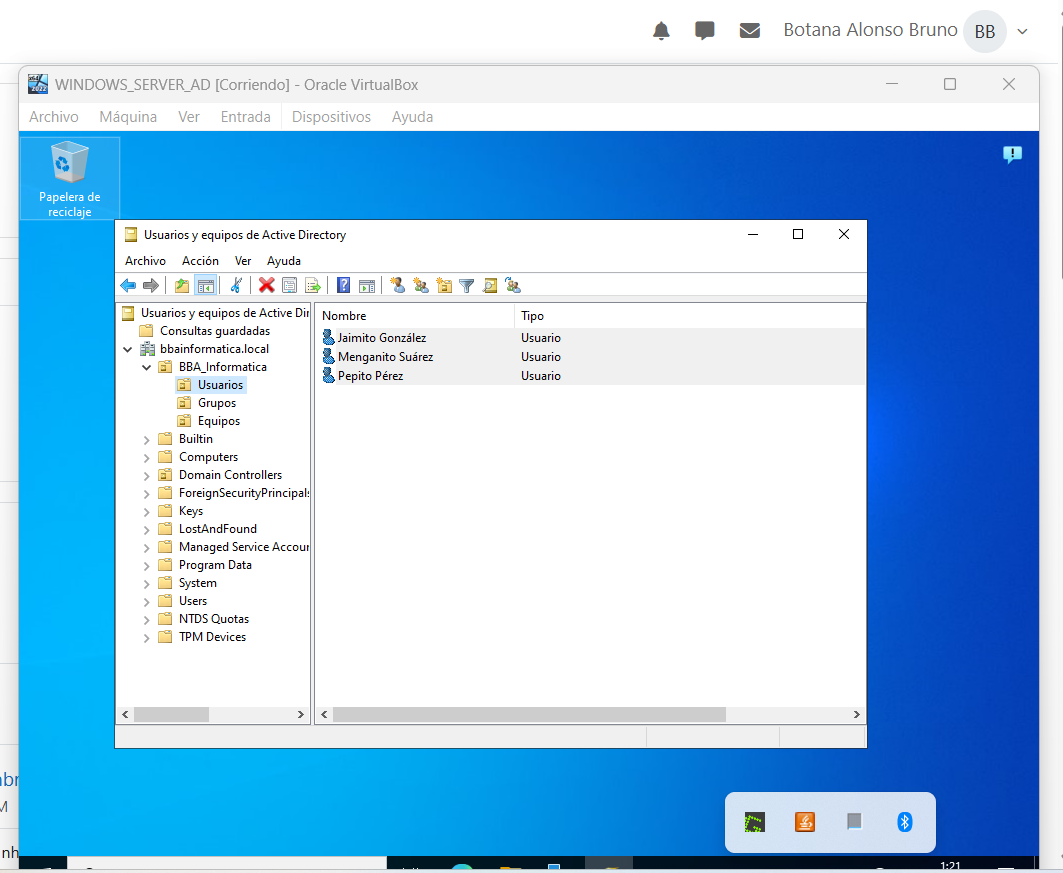 Botana Alonso Bruno BB
WINDOWS_SERVER_AD [Corriendo] - Oracle VirtualBox
Archivo Máquina Ver Entrada Dispositivos Ayuda
Papelera de
reciclaje
Usuarios y equipos de Active Directory
Archivo Acción Ver Ayuda
Usuarios y equipos de Active Dir
Consultas guardadas
bbainformatica.local
BBA_Informatica
Usuarios
Grupos
Equipos
Builtin
Computers
Domain Controllers
ForeignSecurityPrincipals
Keys
LostAndFound
Managed Service Accour
Program Data
System
Users
NTDS Quotas
TPM Devices
Nombre Tipo
Jaimito González Usuario
Menganito Suárez Usuario
Pepito Pérez Usuario
1:21